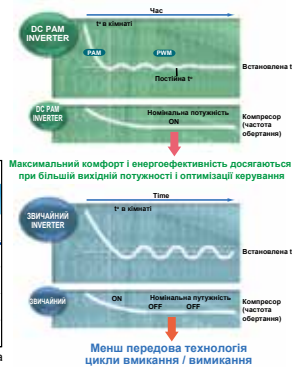 Час
DC PAM
INVERTER
t° в кімнаті
PAM
PWM
Постійна t°
Встановлена t
DC PAM
INVERTER
Номінальна потужність
ON
Компресор
(частота
обертання)
Максимальний комфорт і енергоефективність досягаються
при більшій вихідній потужності і оптимізації керування
Time
ЗВИЧАЙНИЙ
INVERTER
t° в кімнаті
Встановлена t
ЗВИЧАЙНИЙ
ON
Номінальна путужність
OFF OFF
Компресор
(частота
обертання)
Менш передова технологія
цикли вмикання / вимикання
а